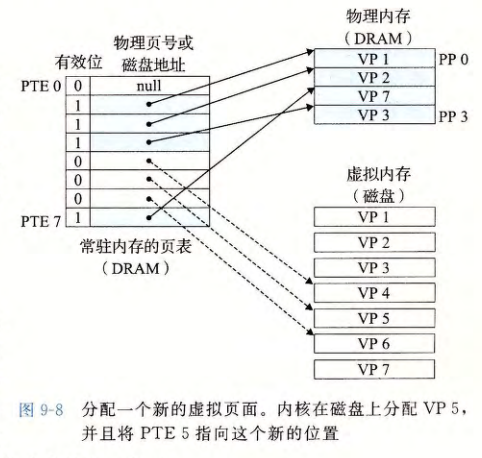 物理页号或
有效位 磁盘地址
PTE 0 0 null
1
1
1
0
0
0
PTE 7 1
常驻内存的页表
（DRAM）
物理内存
（DRAM）
VP 1 PP 0
VP 2
VP 7
VP 3 PP 3
虚拟内存
（磁盘）
VP 1
VP 2
VP 3
VP 4
VP 5
VP 6
VP 7
图 9-8 分配一个新的虚拟页面。内核在磁盘上分配 VP 5，
并且将 PTE 5 指向这个新的位置